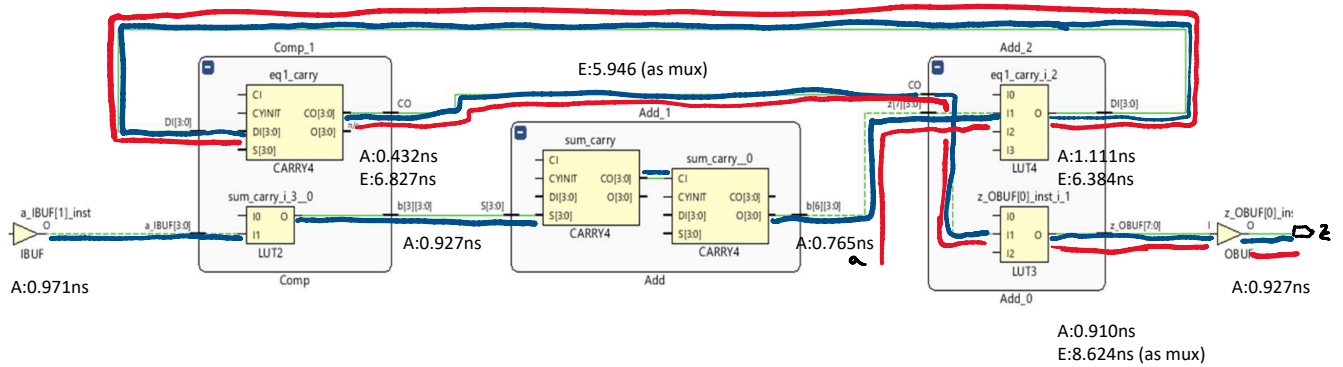 Comp_1
eq1_carry
CI
CYINIT
DI[3:0]
S[3:0]
CO[3:0]
O[3:0]
CARRY4
DI[3:0]
CO
n/c
A:0.432ns
E:6.827ns
E:5.946 (as mux)
Add_2
eq1_carry_i_2
CO
z[7][3:0]
I0
I1
I2
I3
O
LUT4
DI[3:0]
A:1.111ns
E:6.384ns
Add_1
sum_carry
CI
CYINIT
DI[3:0]
S[3:0]
CO[3:0]
O[3:0]
CARRY4
sum_carry__0
CI
CYINIT
DI[3:0]
S[3:0]
CO[3:0]
O[3:0]
CARRY4
S[3:0]
b[6][3:0]
Add
a_IBUF[1]_inst
O
IBUF
A:0.971ns
a_IBUF[3:0]
sum_carry_i_3__0
I0
I1
O
LUT2
b[3][3:0]
Comp
A:0.927ns
A:0.765ns
a
z_OBUF[0]_inst_i_1
I0
I1
I2
O
LUT3
z_OBUF[7:0]
Add_0
z_OBUF[0]_ins
I
O
OBUF
z
A:0.927ns
A:0.910ns
E:8.624ns (as mux)